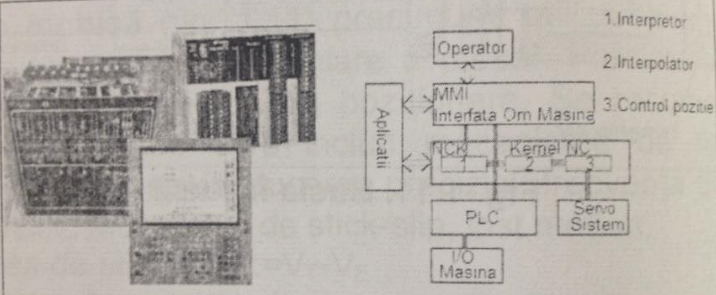 1.Interpretor
Operator
2.Interpolator
MMI
Interfata Om Masina
3.Control pozitie
Aplicatii
NCK Kernel NC
1 2 3
PLC
Servo
Sistem
I/O
Masina